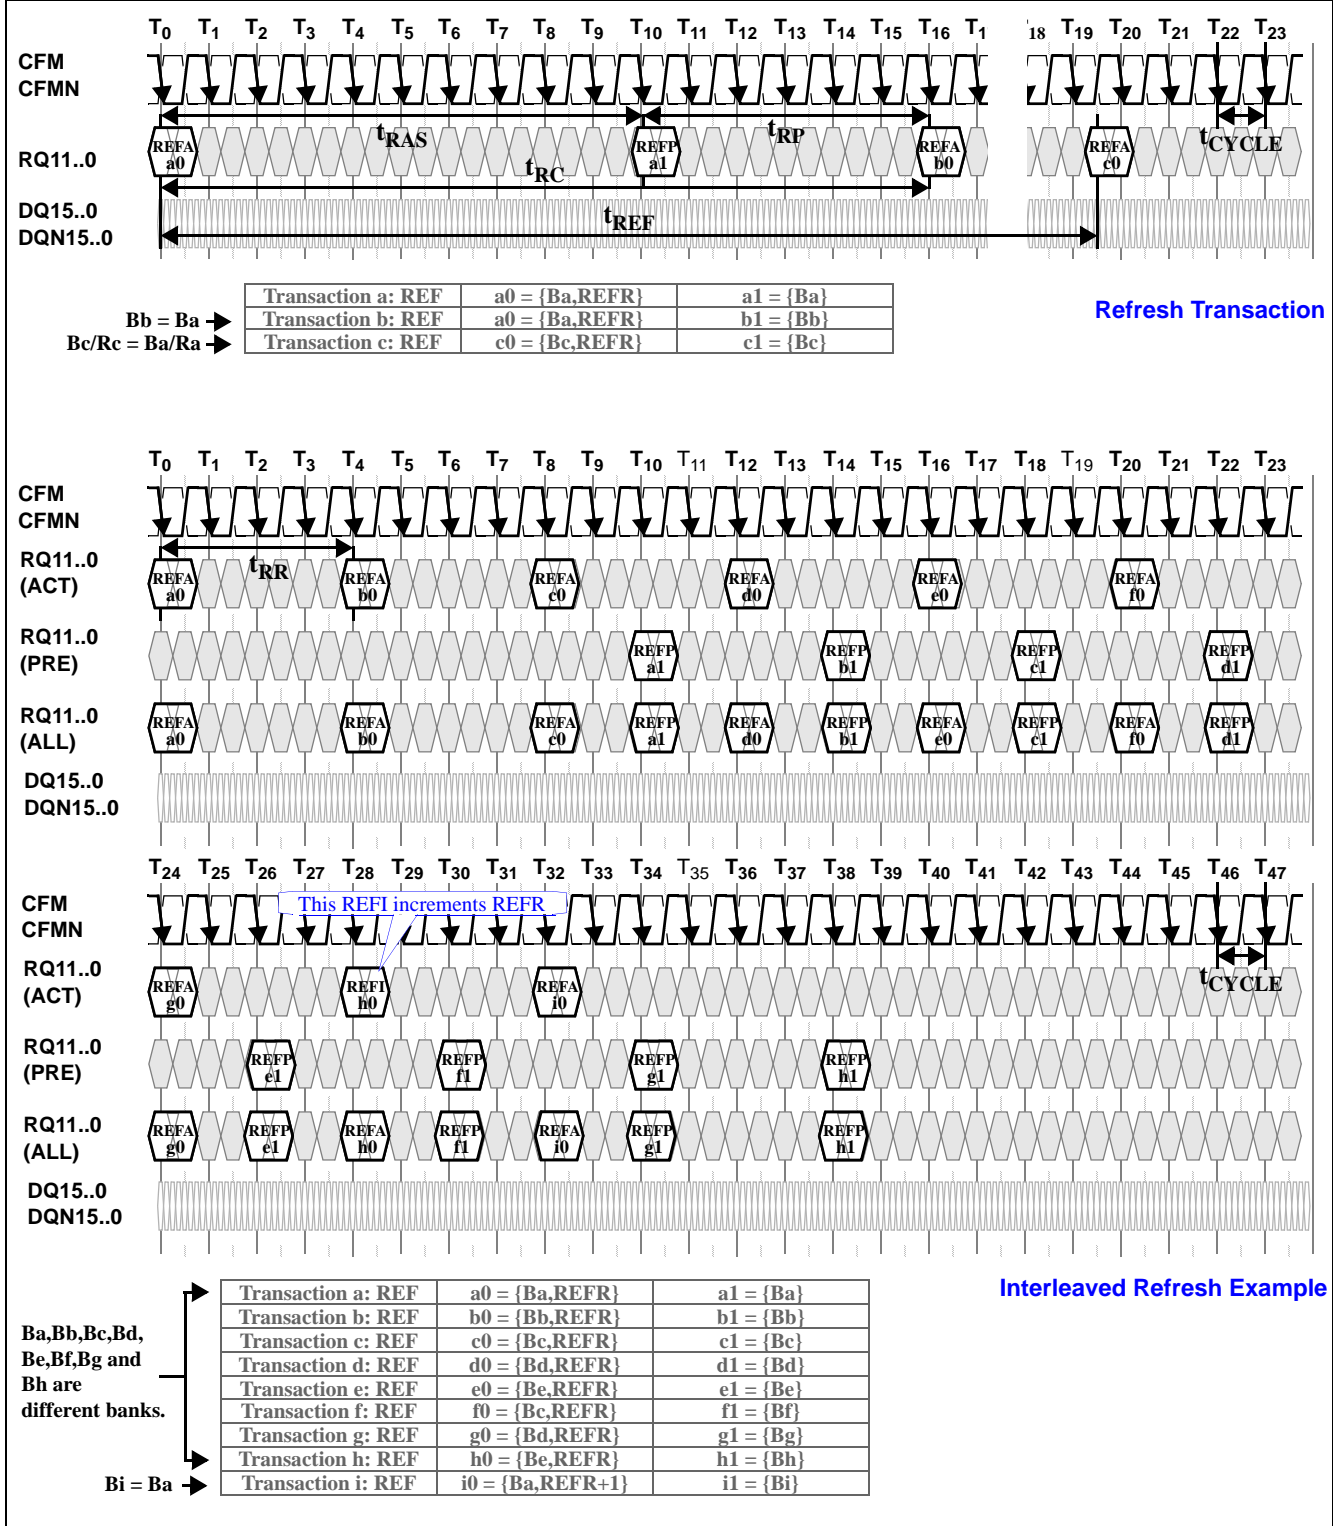 T0 T1 T2 T3 T4 T5 T6 T7 T8 T9 T10 T11 T12 T13 T14 T15 T16 T1 18 T19 T20 T21 T22 T23
CFM
CFMN
tRAS tRP tCYCLE
RQ11..0
REFA a0 REFP a1 REFA b0 REFA c0
tRC
DQ15..0
DQN15..0
tREF
Transaction a: REF a0 = {Ba,REFR} a1 = {Ba}
Bb = Ba Transaction b: REF a0 = {Ba,REFR} b1 = {Bb}
Bc/Rc = Ba/Ra Transaction c: REF c0 = {Bc,REFR} c1 = {Bc}
Refresh Transaction
T0 T1 T2 T3 T4 T5 T6 T7 T8 T9 T10 T11 T12 T13 T14 T15 T16 T17 T18 T19 T20 T21 T22 T23
CFM
CFMN
tRR
RQ11..0
(ACT)
REFA a0 REFA b0 REFA c0 REFA d0 REFA e0 REFA f0
RQ11..0
(PRE)
REFP a1 REFP b1 REFP c1 REFP d1
RQ11..0
(ALL)
REFA a0 REFA b0 REFA c0 REFP a1 REFA d0 REFP b1 REFA e0 REFP c1 REFA f0 REFP d1
DQ15..0
DQN15..0
T24 T25 T26 T27 T28 T29 T30 T31 T32 T33 T34 T35 T36 T37 T38 T39 T40 T41 T42 T43 T44 T45 T46 T47
CFM
CFMN
This REFI increments REFR
RQ11..0
(ACT)
REFA g0 REFI h0 REFA i0
tCYCLE
RQ11..0
(PRE)
REFP e1 REFP f1 REFP g1 REFP h1
RQ11..0
(ALL)
REFA g0 REFP e1 REFA h0 REFP f1 REFA i0 REFP g1 REFP h1
DQ15..0
DQN15..0
Interleaved Refresh Example
Ba,Bb,Bc,Bd,
Be,Bf,Bg and
Bh are
different banks.
Transaction a: REF a0 = {Ba,REFR} a1 = {Ba}
Transaction b: REF b0 = {Bb,REFR} b1 = {Bb}
Transaction c: REF c0 = {Bc,REFR} c1 = {Bc}
Transaction d: REF d0 = {Bd,REFR} d1 = {Bd}
Transaction e: REF e0 = {Be,REFR} e1 = {Be}
Transaction f: REF f0 = {Bc,REFR} f1 = {Bf}
Transaction g: REF g0 = {Bd,REFR} g1 = {Bg}
Transaction h: REF h0 = {Be,REFR} h1 = {Bh}
Bi = Ba Transaction i: REF i0 = {Ba,REFR+1} i1 = {Bi}